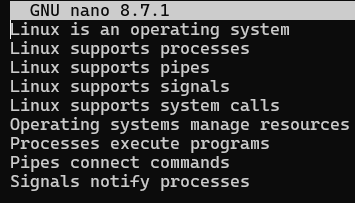 GNU nano 8.7.1
Linux is an operating system
Linux supports processes
Linux supports pipes
Linux supports signals
Linux supports system calls
Operating systems manage resources
Processes execute programs
Pipes connect commands
Signals notify processes